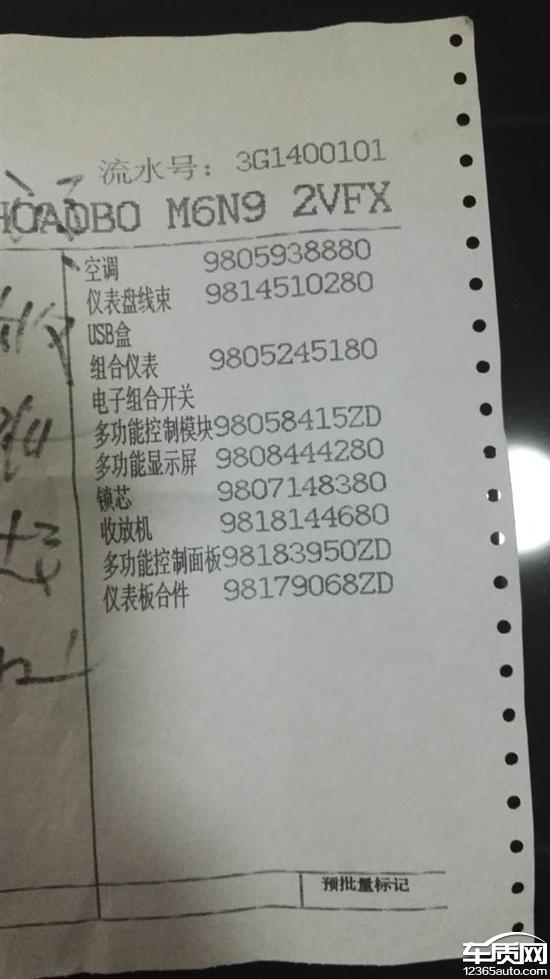 流水号: 3G1400101
HOADB0 M6N9 2VFX
空调 9805938880
仪表盘线束 9814510280
USB盒
组合仪表 9805245180
电子组合开关
多功能控制模块98058415ZD
多功能显示屏 9808444280
锁芯 9807148380
收放机 9818144680
多功能控制面板98183950ZD
仪表板合件 98179068ZD
预批量标记
车质网
12365auto.com